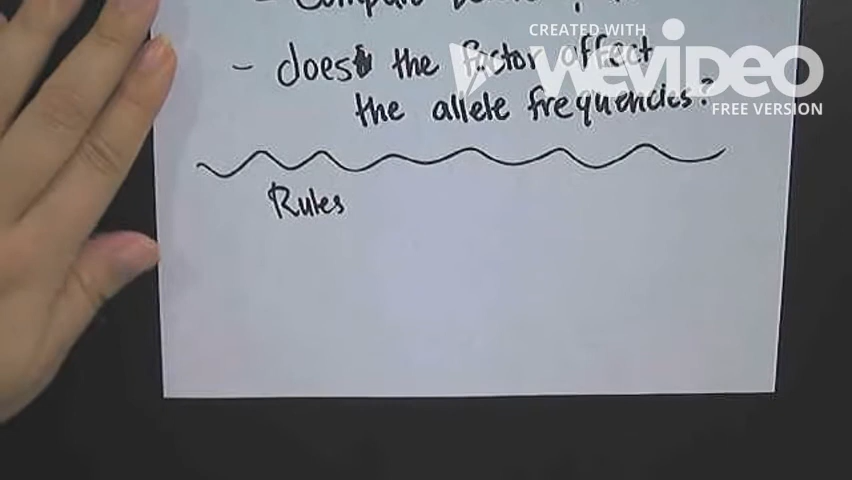 - does the factor affect
the allele frequencies?
Rules
CREATED WITH
WeVideo
FREE VERSION